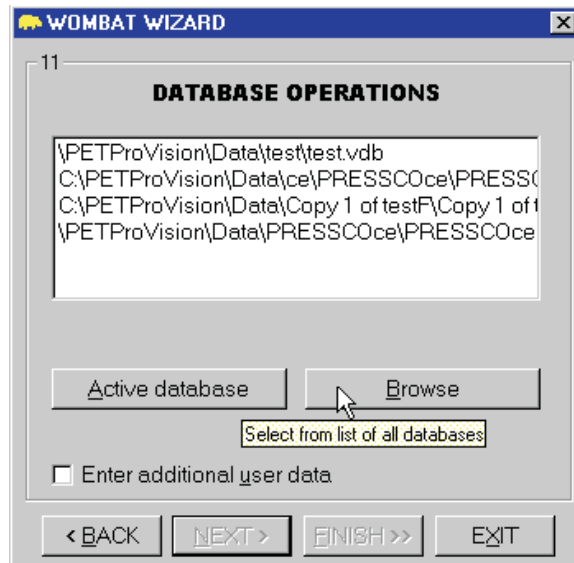 WOMBAT WIZARD
11
DATABASE OPERATIONS
\PETProVision\Data\test\test.vdb
C:\PETProVision\Data\ce\PRESSCOce\PRESSC
C:\PETProVision\Data\Copy 1 of testF\Copy 1 of t
\PETProVision\Data\PRESSCOce\PRESSCOce
Active database Browse
Select from list of all databases
Enter additional user data
< BACK NEXT > FINISH >> EXIT